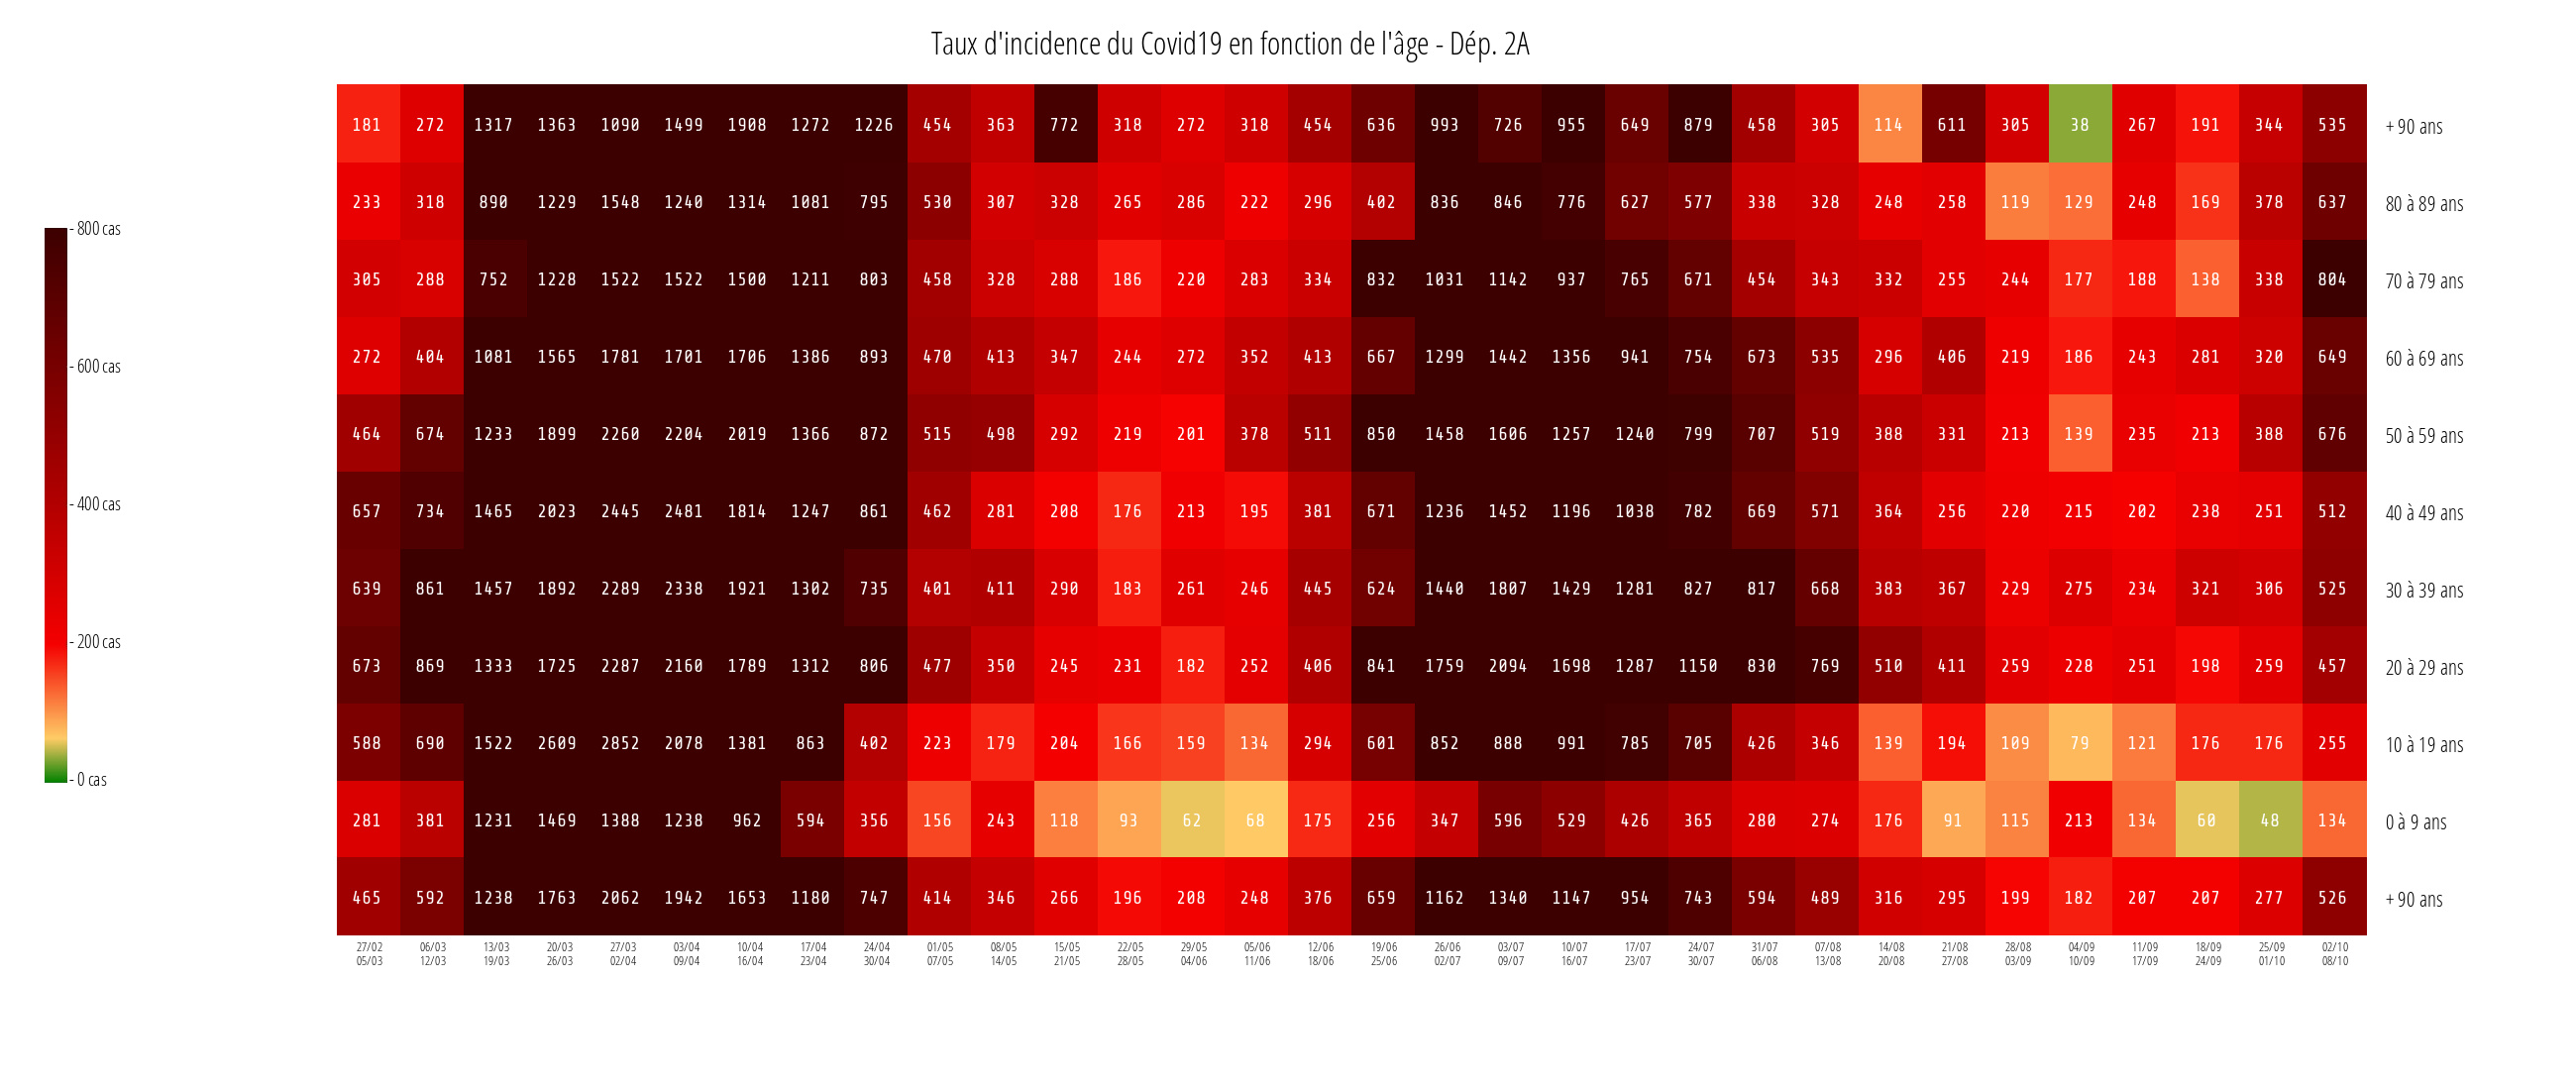 Taux d'incidence du Covid19 en fonction de l'âge - Dép. 2A
- 800 cas
- 600 cas
- 400 cas
- 200 cas
- 0 cas
181 272 1317 1363 1090 1499 1908 1272 1226 454 363 772 318 272 318 454 636 993 726 955 649 879 458 305 114 611 305 38 267 191 344 535 + 90 ans
233 318 890 1229 1548 1240 1314 1081 795 530 307 328 265 286 222 296 402 836 846 776 627 577 338 328 248 258 119 129 248 169 378 637 80 à 89 ans
305 288 752 1228 1522 1522 1500 1211 803 458 328 288 186 220 283 334 832 1031 1142 937 765 671 454 343 332 255 244 177 188 138 338 804 70 à 79 ans
272 404 1081 1565 1781 1701 1706 1386 893 470 413 347 244 272 352 413 667 1299 1442 1356 941 754 673 535 296 406 219 186 243 281 320 649 60 à 69 ans
464 674 1233 1899 2260 2204 2019 1366 872 515 498 292 219 201 378 511 850 1458 1606 1257 1240 799 707 519 388 331 213 139 235 213 388 676 50 à 59 ans
657 734 1465 2023 2445 2481 1814 1247 861 462 281 208 176 213 195 381 671 1236 1452 1196 1038 782 669 571 364 256 220 215 202 238 251 512 40 à 49 ans
639 861 1457 1892 2289 2338 1921 1302 735 401 411 290 183 261 246 445 624 1440 1807 1429 1281 827 817 668 383 367 229 275 234 321 306 525 30 à 39 ans
673 869 1333 1725 2287 2160 1789 1312 806 477 350 245 231 182 252 406 841 1759 2094 1698 1287 1150 830 769 510 411 259 228 251 198 259 457 20 à 29 ans
588 690 1522 2609 2852 2078 1381 863 402 223 179 204 166 159 134 294 601 852 888 991 785 705 426 346 139 194 109 79 121 176 176 255 10 à 19 ans
281 381 1231 1469 1388 1238 962 594 356 156 243 118 93 62 68 175 256 347 596 529 426 365 280 274 176 91 115 213 134 60 48 134 0 à 9 ans
465 592 1238 1763 2062 1942 1653 1180 747 414 346 266 196 208 248 376 659 1162 1340 1147 954 743 594 489 316 295 199 182 207 207 277 526 + 90 ans
27/02 06/03 13/03 20/03 27/03 03/04 10/04 17/04 24/04 01/05 08/05 15/05 22/05 29/05 05/06 12/06 19/06 26/06 03/07 10/07 17/07 24/07 31/07 07/08 14/08 21/08 28/08 04/09 11/09 18/09 25/09 02/10
05/03 12/03 19/03 26/03 02/04 09/04 16/04 23/04 30/04 07/05 14/05 21/05 28/05 04/06 11/06 18/06 25/06 02/07 09/07 16/07 23/07 30/07 06/08 13/08 20/08 27/08 03/09 10/09 17/09 24/09 01/10 08/10